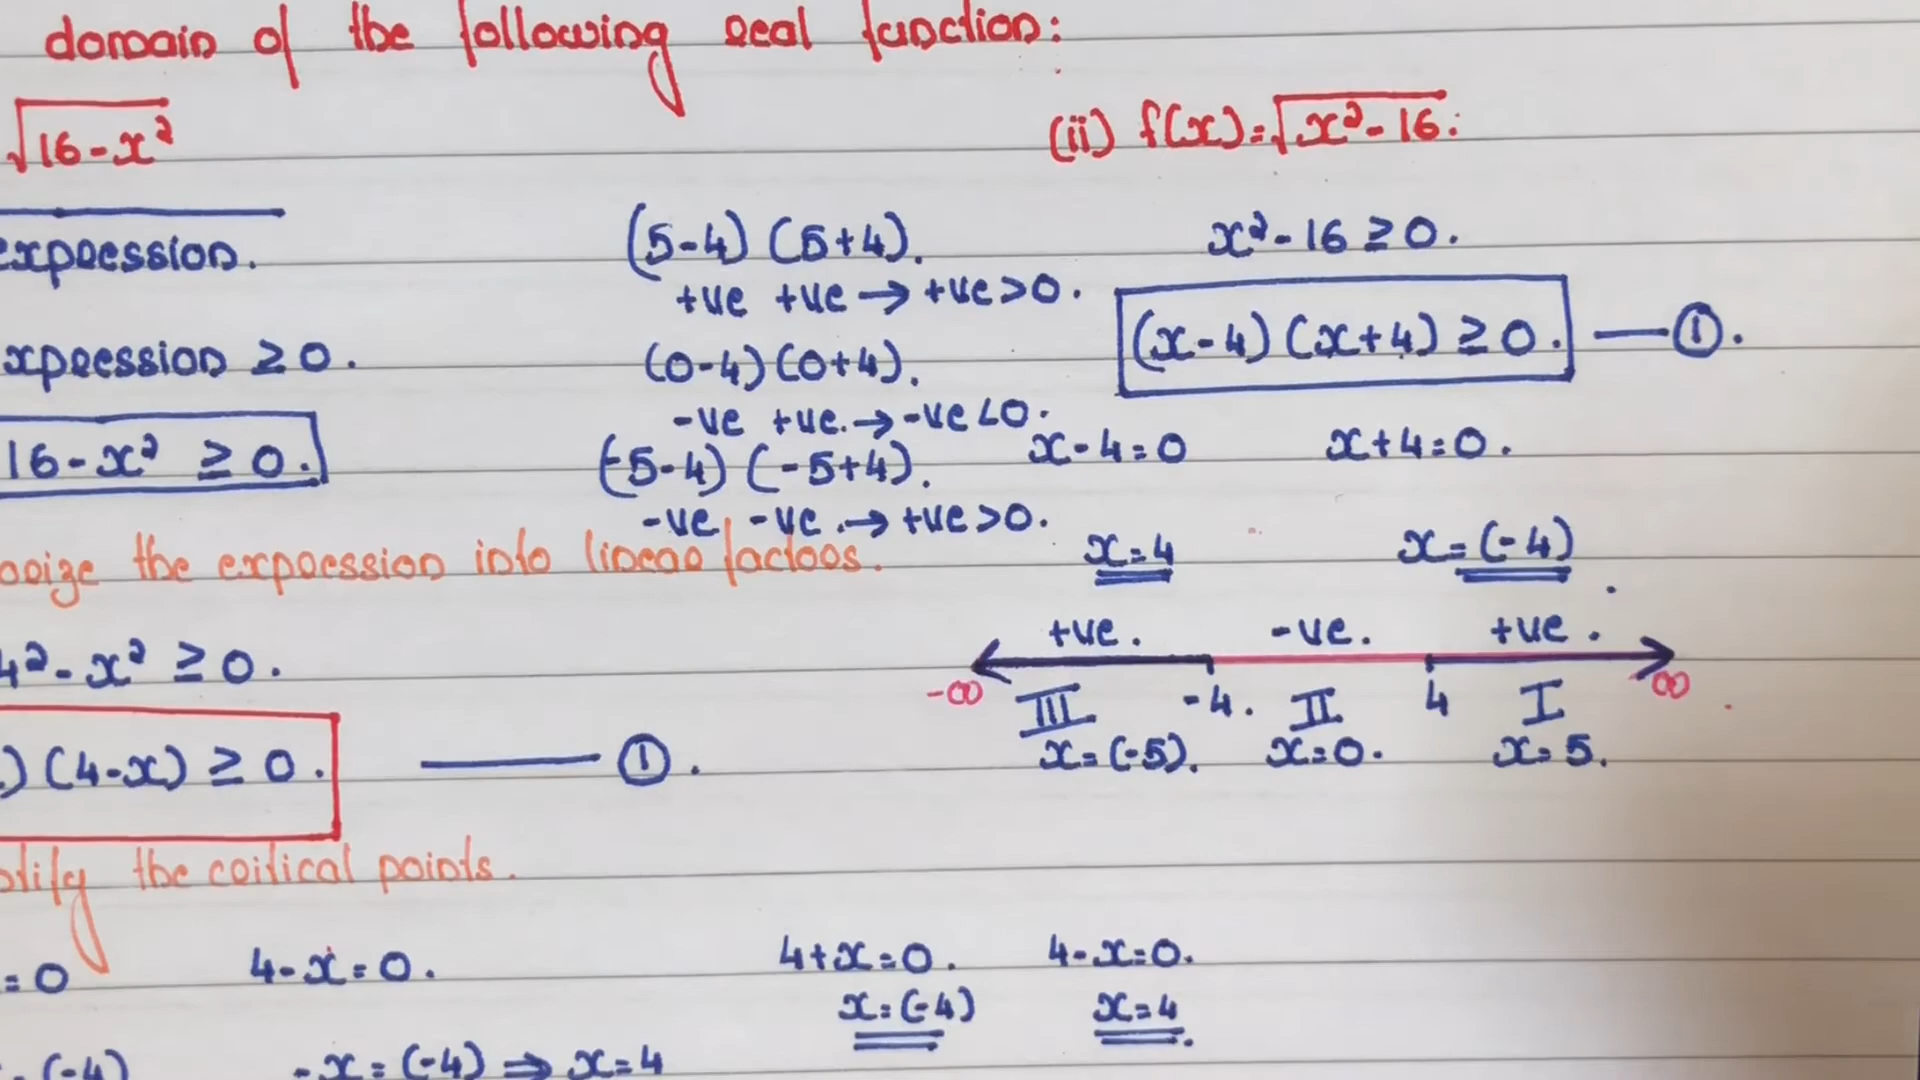 domain of the following real function:
√16-x²
(ii) f(x)=√x²-16.
expression.
(5-4) (5+4).
+ve +ve → +ve>0.
x²-16 ≥ 0.
(x-4) (x+4) ≥ 0. — ①.
xpression ≥ 0.
(0-4) (0+4).
-ve +ve. → -ve<0.
16-x² ≥ 0.
(-5-4) (-5+4).
-ve -ve. → +ve>0.
x-4=0 x+4=0.
orize the expression into linear factors.
x=4 x=(-4)
+ve. -ve. +ve.
-∞ III -4. II 4 I ∞
x=(-5). x=0. x=5.
4²-x² ≥ 0.
) (4-x) ≥ 0. — ①.
ntify the critical points.
=0 4-x=0.
4+x=0. 4-x=0.
x=(-4) x=4.
(-4) -x=(-4) ⇒ x=4